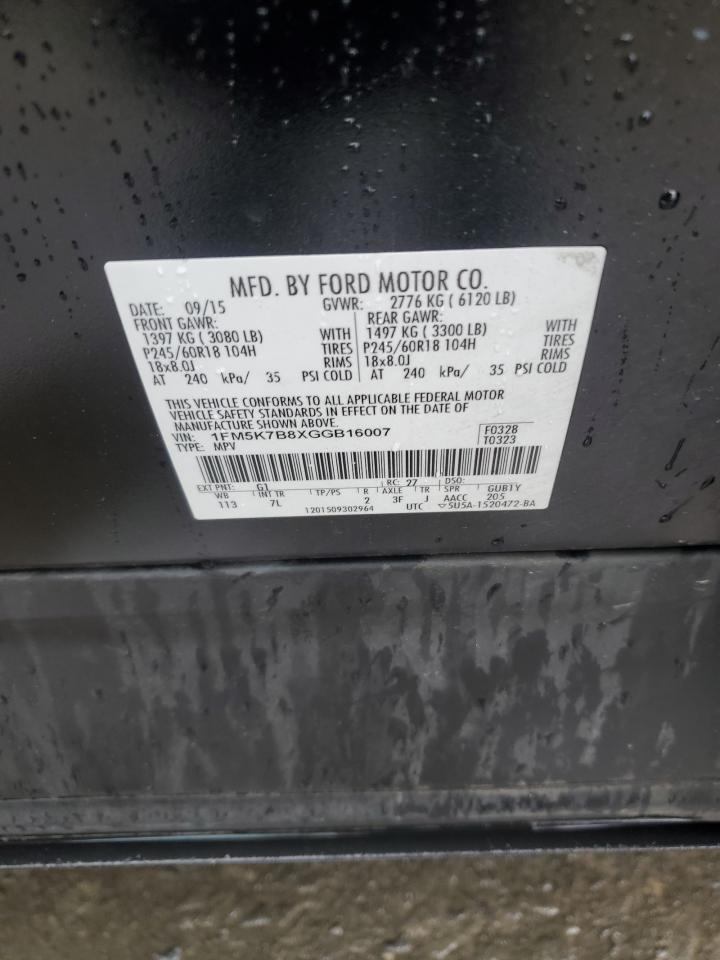 MFD. BY FORD MOTOR CO.
DATE: 09/15 GVWR: 2776 KG ( 6120 LB)
FRONT GAWR: REAR GAWR:
1397 KG ( 3080 LB) WITH 1497 KG ( 3300 LB) WITH
P245/60R18 104H TIRES P245/60R18 104H TIRES
18x8.0J RIMS 18x8.0J RIMS
AT 240 kPa/ 35 PSI COLD AT 240 kPa/ 35 PSI COLD
THIS VEHICLE CONFORMS TO ALL APPLICABLE FEDERAL MOTOR
VEHICLE SAFETY STANDARDS IN EFFECT ON THE DATE OF
MANUFACTURE SHOWN ABOVE.
VIN: 1FM5K7B8XGGB16007 F0328
TYPE: MPV T0323
EXT PNT: G1 RC: 27 DSO:
WB INT TR TP/PS R AXLE TR SPR GUB1Y
113 7L 2 3F J AACC 205
1201509302964 UTC 5U5A-1520472-BA